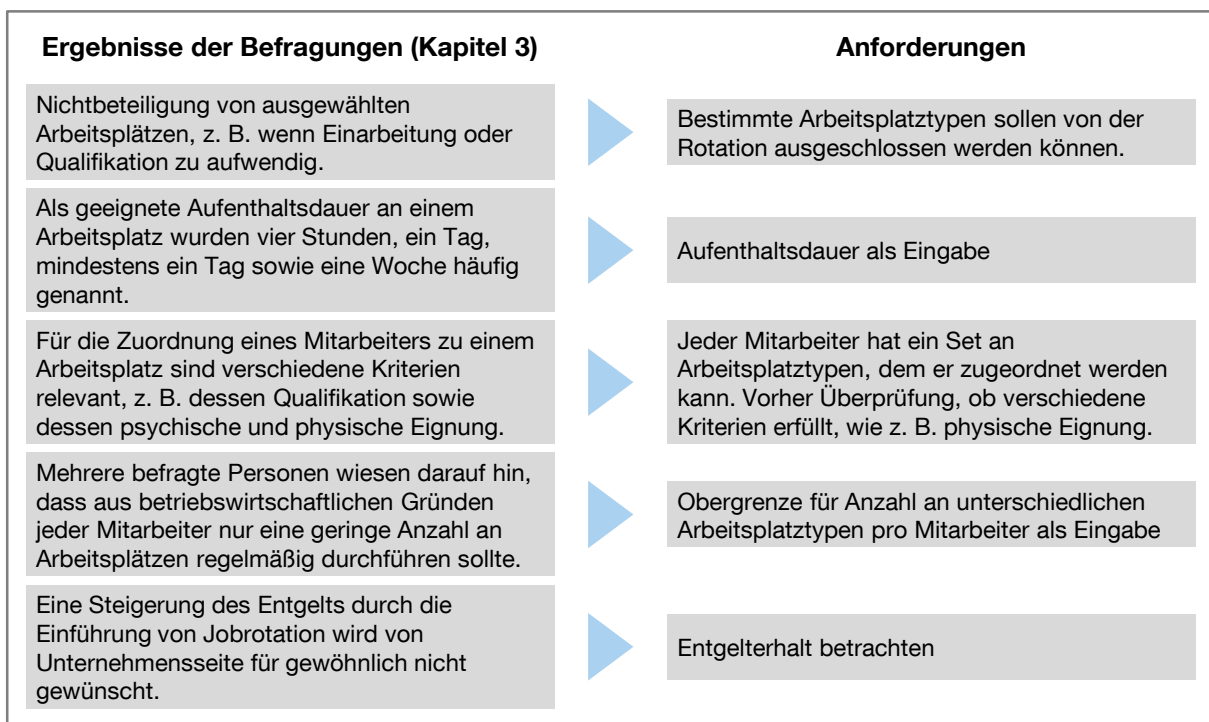 Ergebnisse der Befragungen (Kapitel 3)
Anforderungen
Nichtbeteiligung von ausgewählten
Arbeitsplätzen, z. B. wenn Einarbeitung oder
Qualifikation zu aufwendig.
Bestimmte Arbeitsplatztypen sollen von der
Rotation ausgeschlossen werden können.
Als geeignete Aufenthaltsdauer an einem
Arbeitsplatz wurden vier Stunden, ein Tag,
mindestens ein Tag sowie eine Woche häufig
genannt.
Aufenthaltsdauer als Eingabe
Für die Zuordnung eines Mitarbeiters zu einem
Arbeitsplatz sind verschiedene Kriterien
relevant, z. B. dessen Qualifikation sowie
dessen psychische und physische Eignung.
Jeder Mitarbeiter hat ein Set an
Arbeitsplatztypen, dem er zugeordnet werden
kann. Vorher Überprüfung, ob verschiedene
Kriterien erfüllt, wie z. B. physische Eignung.
Mehrere befragte Personen wiesen darauf hin,
dass aus betriebswirtschaftlichen Gründen
jeder Mitarbeiter nur eine geringe Anzahl an
Arbeitsplätzen regelmäßig durchführen sollte.
Obergrenze für Anzahl an unterschiedlichen
Arbeitsplatztypen pro Mitarbeiter als Eingabe
Eine Steigerung des Entgelts durch die
Einführung von Jobrotation wird von
Unternehmensseite für gewöhnlich nicht
gewünscht.
Entgelterhalt betrachten